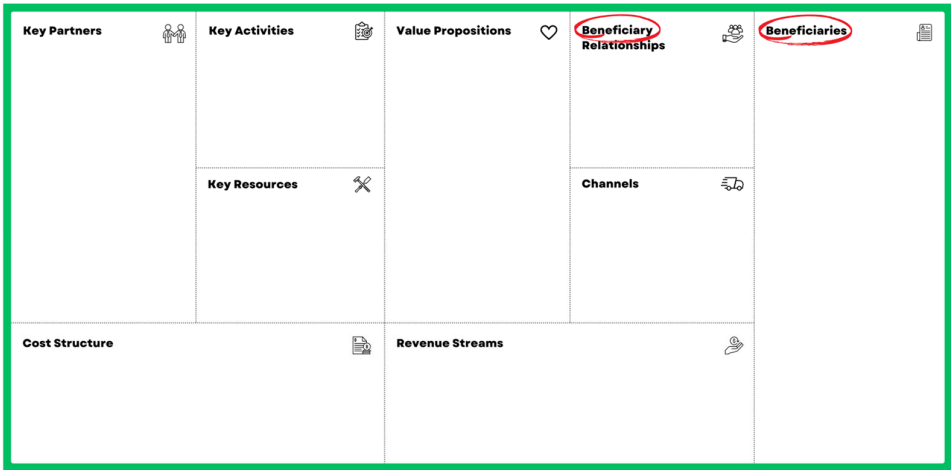 Key Partners
Key Activities
Value Propositions
Beneficiary
Relationships
Beneficiaries
Key Resources
Channels
Cost Structure
Revenue Streams